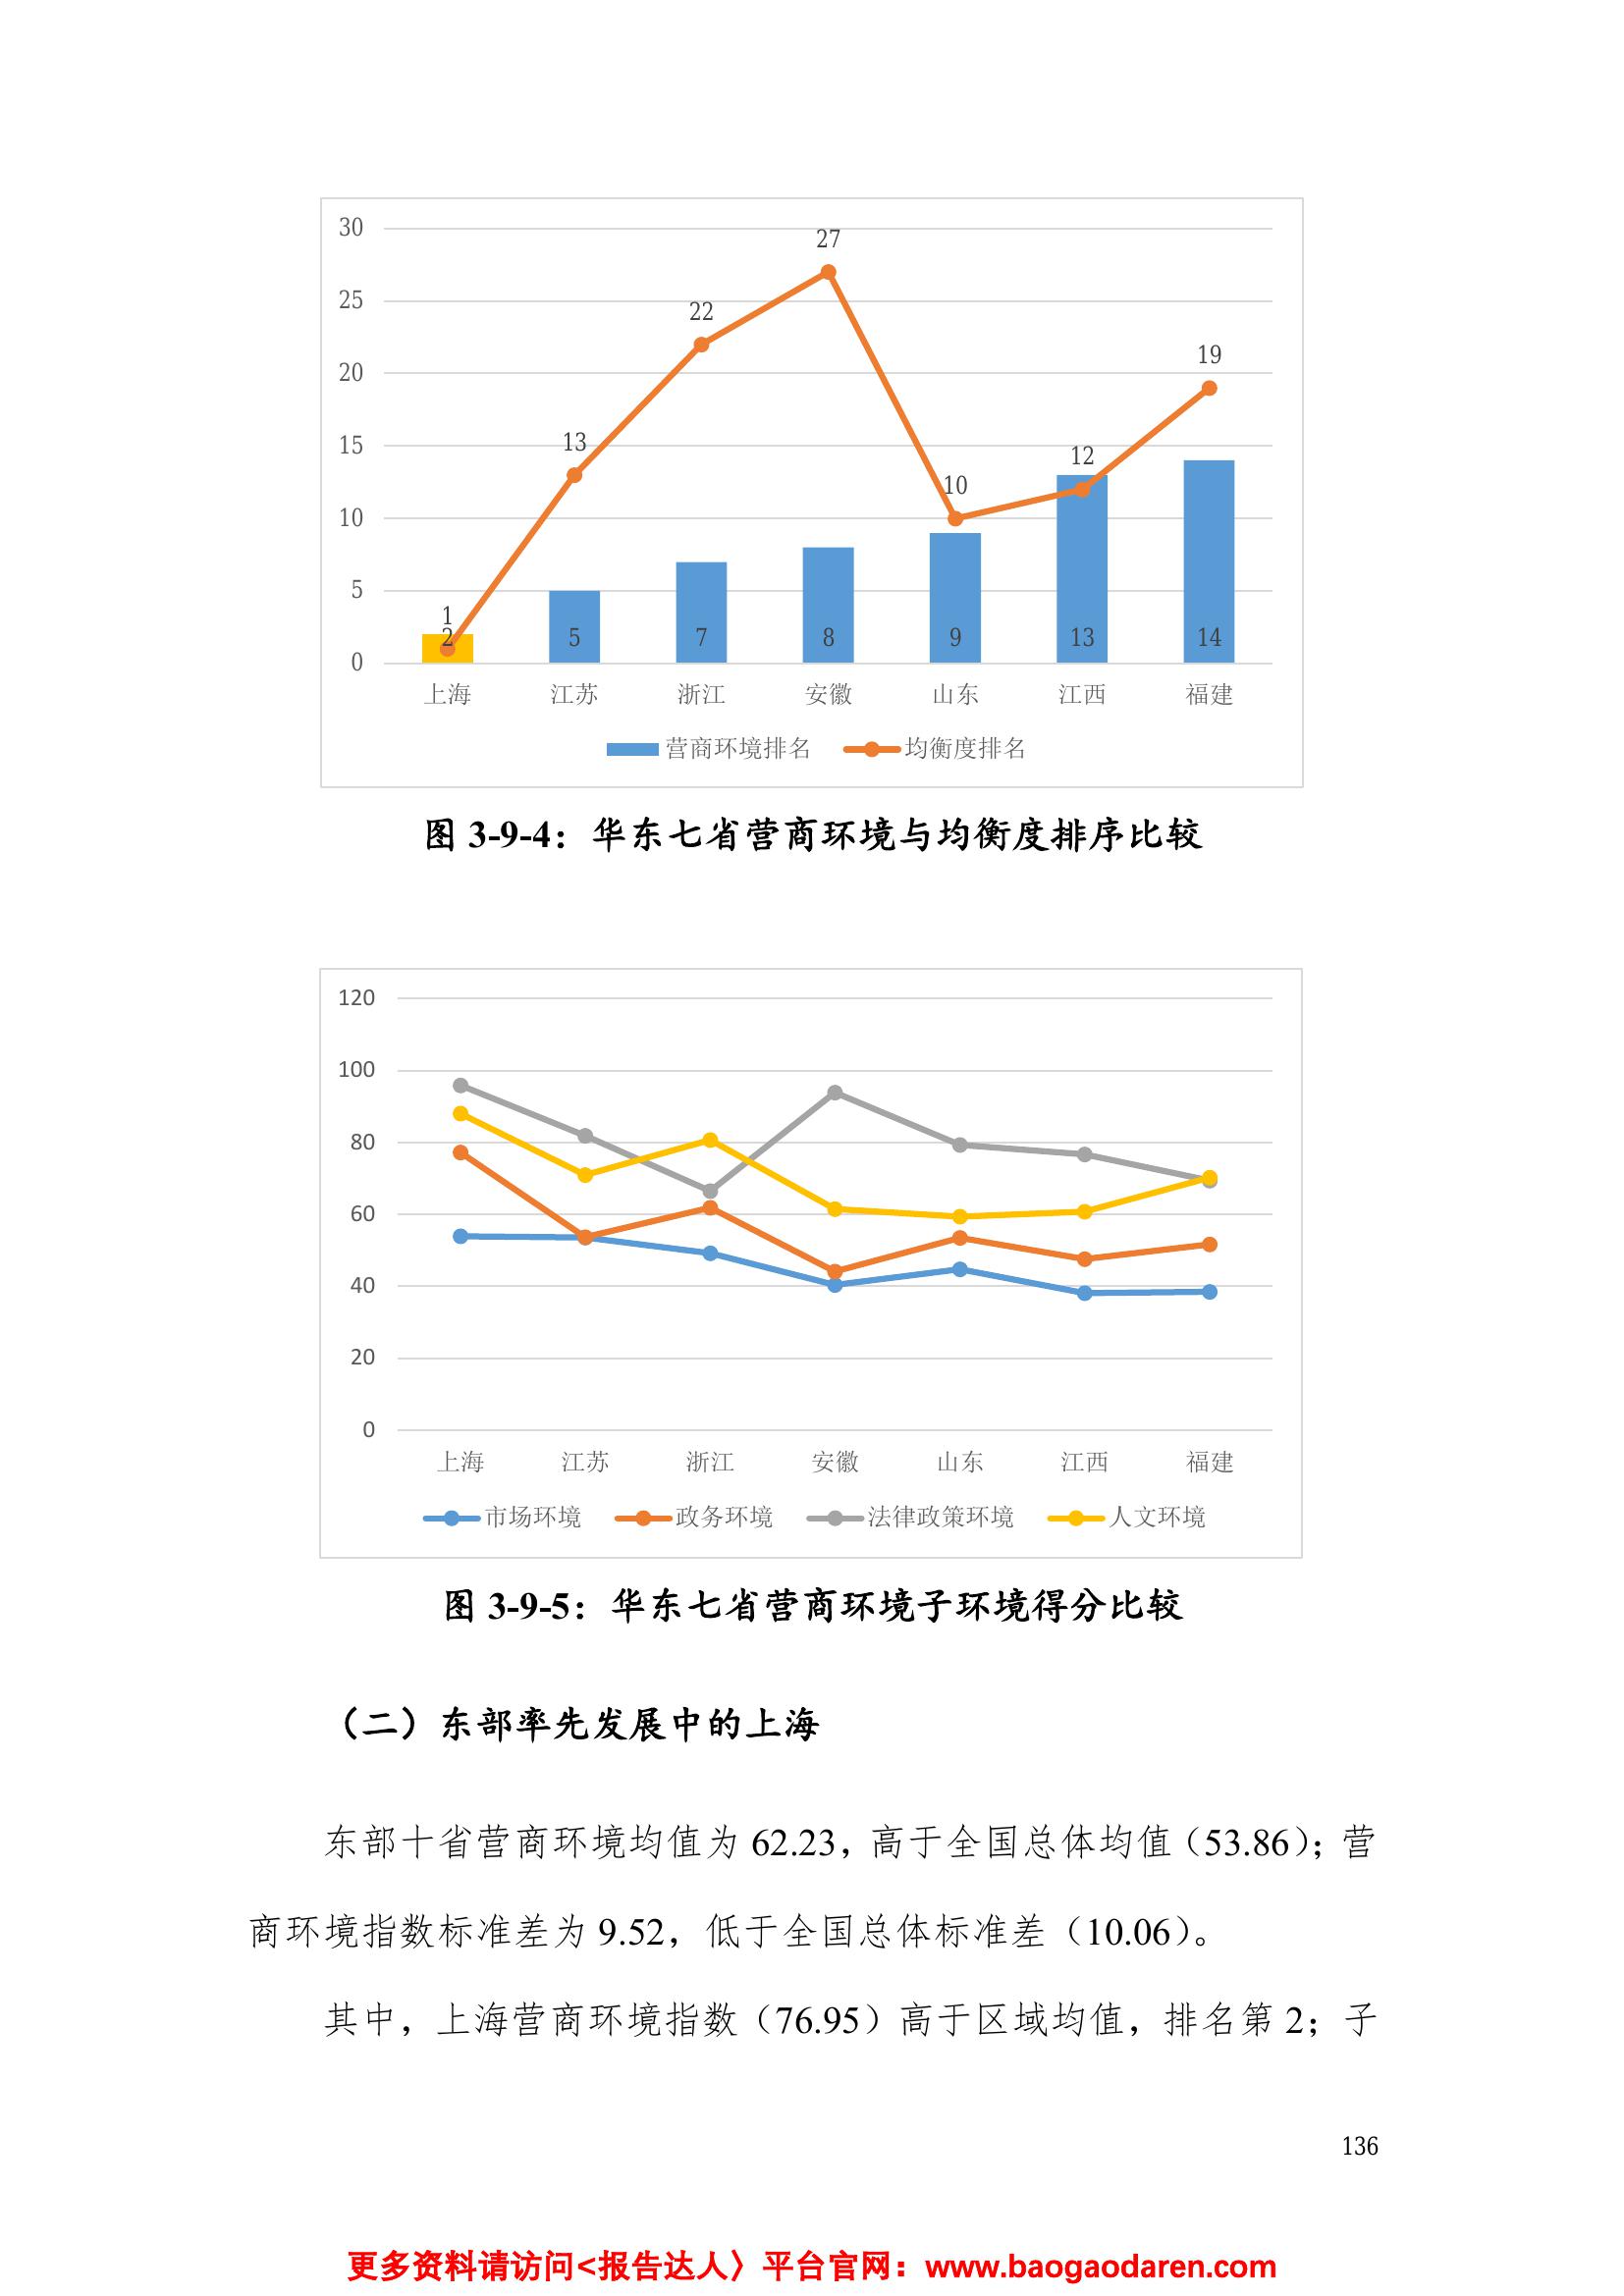 30
25
20
15
10
5
0
1
2
13
22
27
10
12
19
5
7
8
9
13
14
上海 江苏 浙江 安徽 山东 江西 福建
营商环境排名 均衡度排名
图 3-9-4：华东七省营商环境与均衡度排序比较
120
100
80
60
40
20
0
上海 江苏 浙江 安徽 山东 江西 福建
市场环境 政务环境 法律政策环境 人文环境
图 3-9-5：华东七省营商环境子环境得分比较
（二）东部率先发展中的上海
东部十省营商环境均值为 62.23，高于全国总体均值（53.86）；营
商环境指数标准差为 9.52，低于全国总体标准差（10.06）。
其中，上海营商环境指数（76.95）高于区域均值，排名第 2；子
136
更多资料请访问<报告达人〉平台官网：www.baogaodaren.com